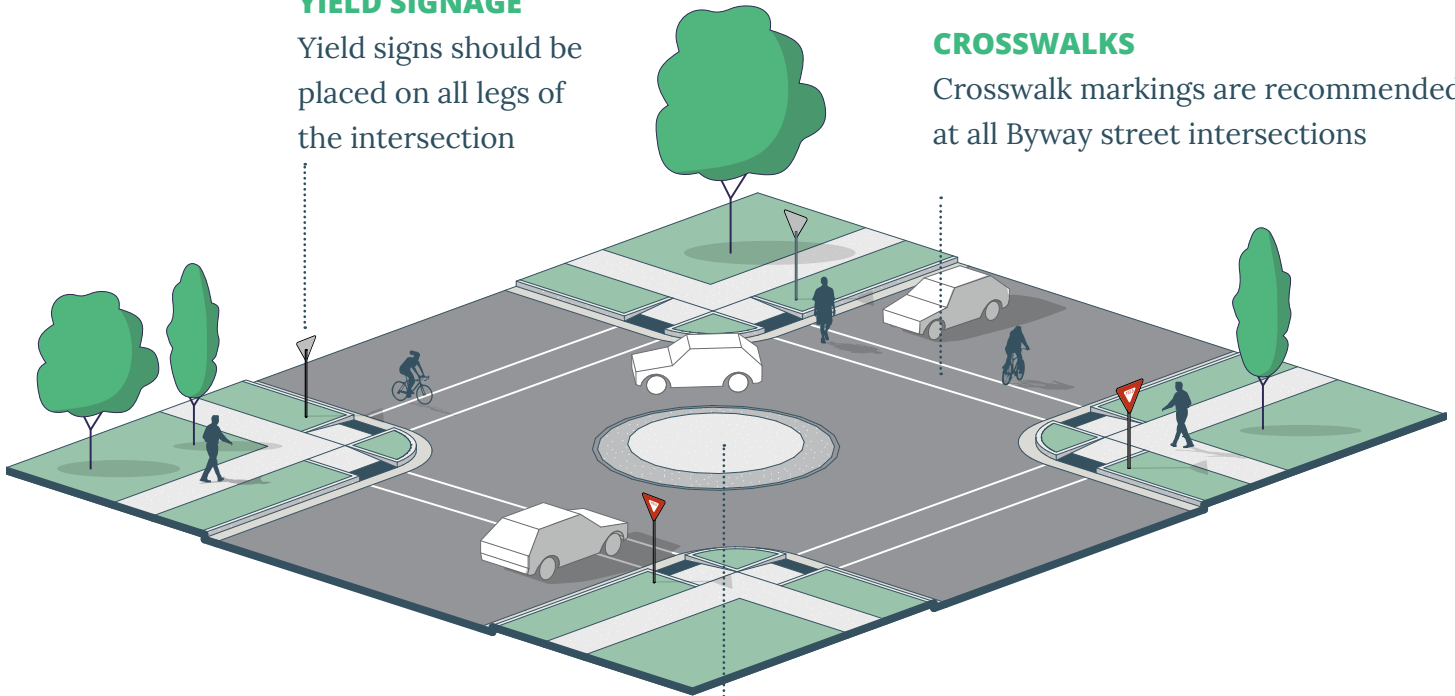 YIELD SIGNAGE
Yield signs should be
placed on all legs of
the intersection
CROSSWALKS
Crosswalk markings are recommended
at all Byway street intersections